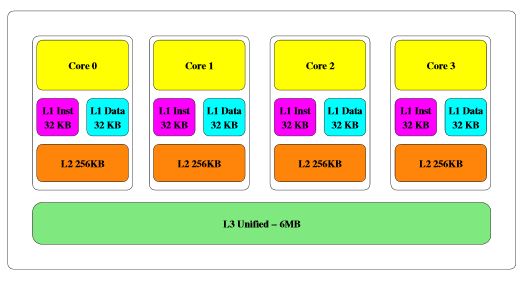 Core 0
Core 1
Core 2
Core 3
L1 Inst
32 KB
L1 Data
32 KB
L1 Inst
32 KB
L1 Data
32 KB
L1 Inst
32 KB
L1 Data
32 KB
L1 Inst
32 KB
L1 Data
32 KB
L2 256KB
L2 256KB
L2 256KB
L2 256KB
L3 Unified – 6MB